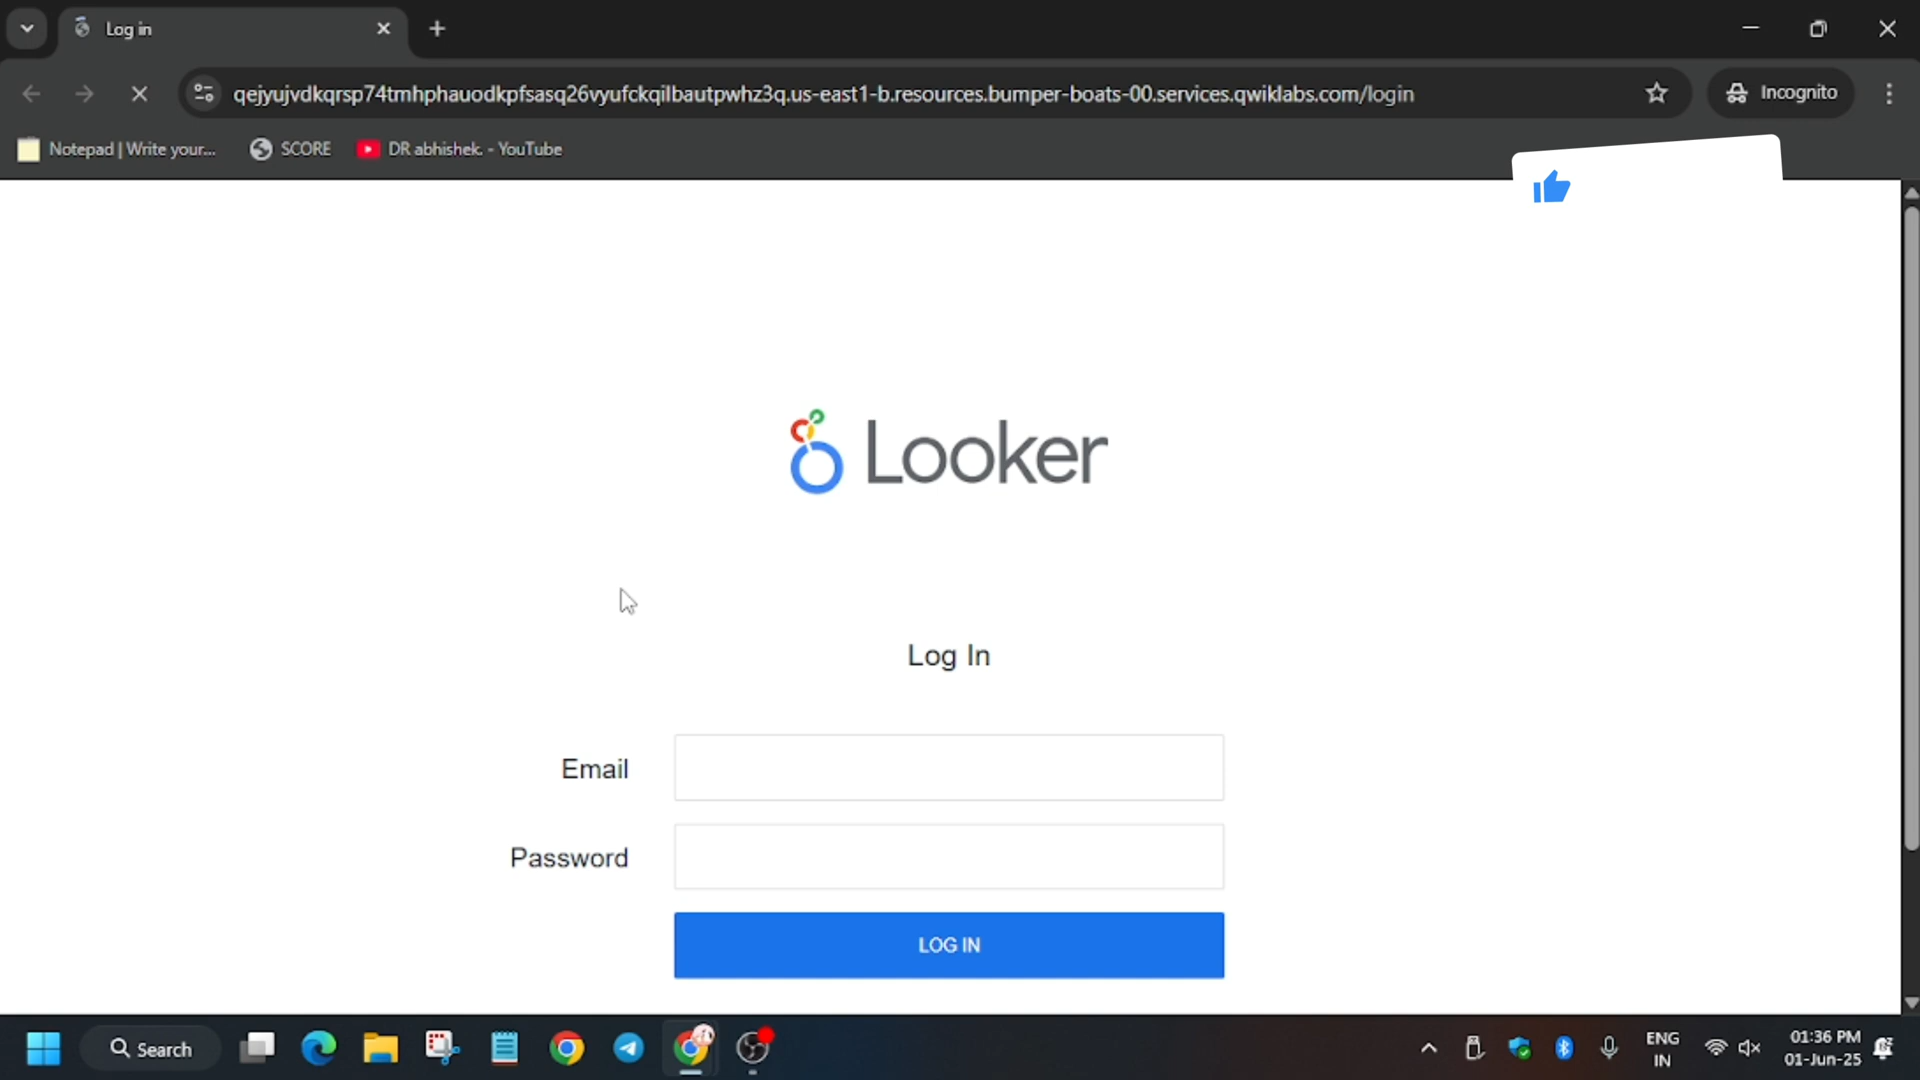 Log in
qejyujvdkqrsp74tmhphauodkpfsasq26vyufckqilbautpwhz3q.us-east1-b.resources.bumper-boats-00.services.qwiklabs.com/login
Incognito
Notepad | Write your...
SCORE
DR abhishek. - YouTube
Looker
Log In
Email
Password
LOG IN
Search
ENG
IN
01:36 PM
01-Jun-25